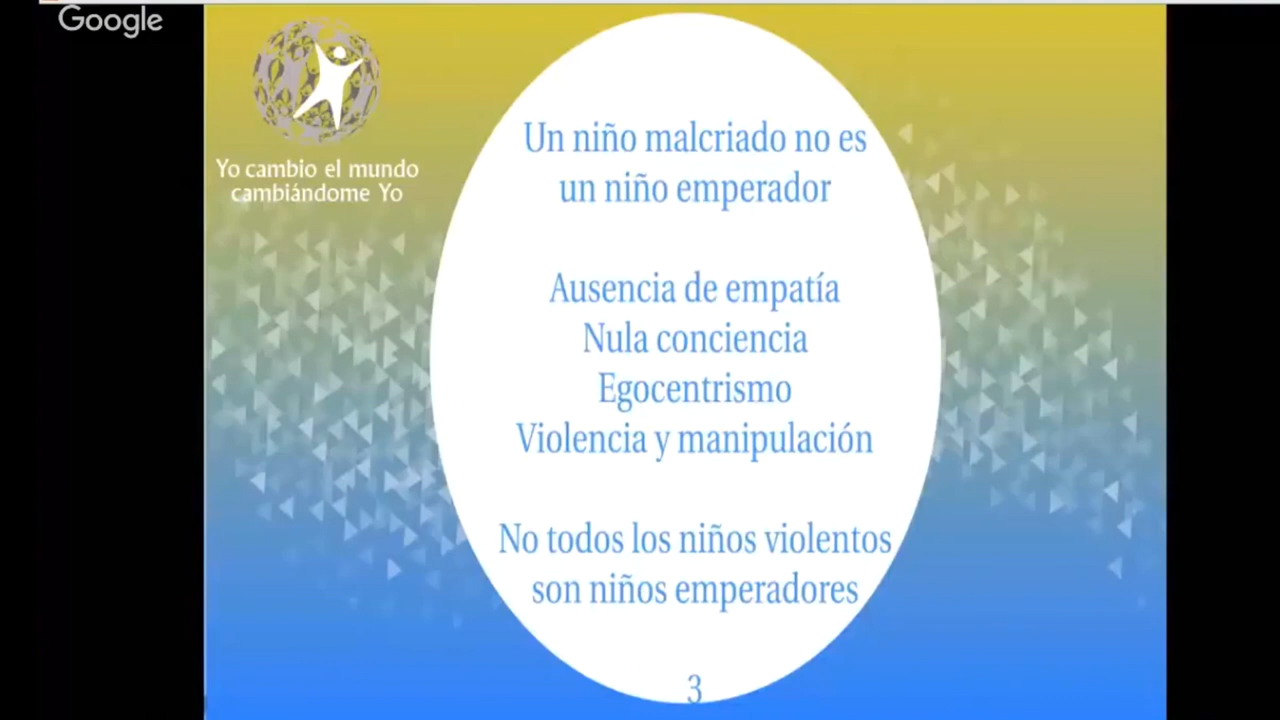 Google
Yo cambio el mundo
cambiándome Yo
Un niño malcriado no es
un niño emperador
Ausencia de empatía
Nula conciencia
Egocentrismo
Violencia y manipulación
No todos los niños violentos
son niños emperadores
3